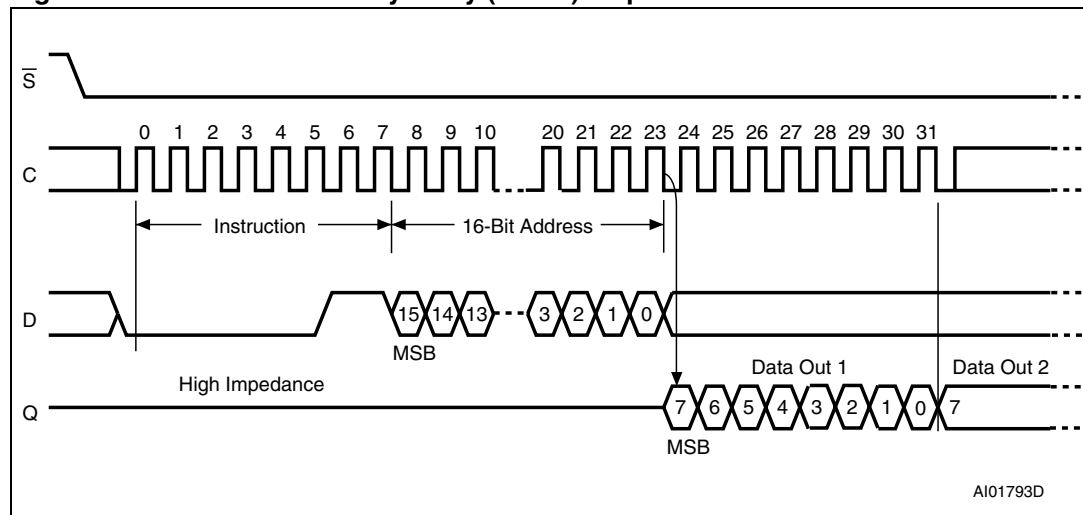 S
0 1 2 3 4 5 6 7 8 9 10 20 21 22 23 24 25 26 27 28 29 30 31
C
Instruction 16-Bit Address
D
15 14 13 3 2 1 0
MSB
High Impedance Data Out 1 Data Out 2
Q
7 6 5 4 3 2 1 0 7
MSB
AI01793D